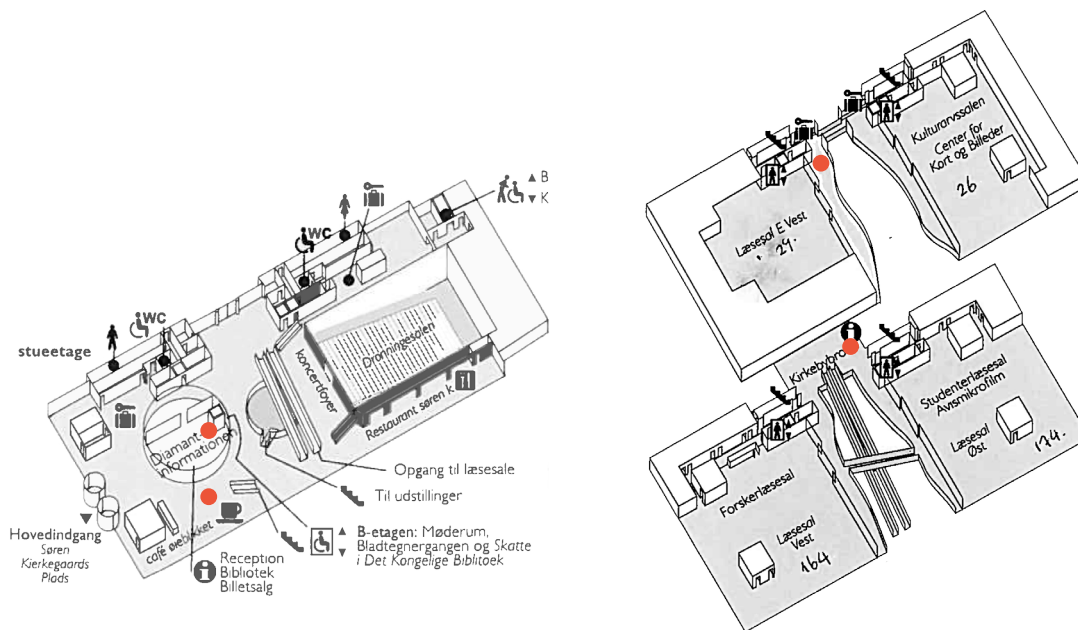 B
K
WC
WC
stueetage
Dronningesalen
koncertfoyer
Restaurant søren K
Diamant
informationen
Opgang til læsesale
Til udstillinger
café øieblikket
Hovedindgang
Søren
Kierkegaards
Plads
B-etagen: Møderum,
Bladtegnergangen og Skatte
i Det Kongelige Biblitoek
Reception
Bibliotek
Billetsalg
Kulturarvssalen
Center for
Kort og Billeder
26
Læsesal E Vest
29.
Kirkebybro
Studenterlæsesal
Avismikrofilm
Læsesal
Øst
174.
Forskerlæsesal
Læsesal
Vest
164